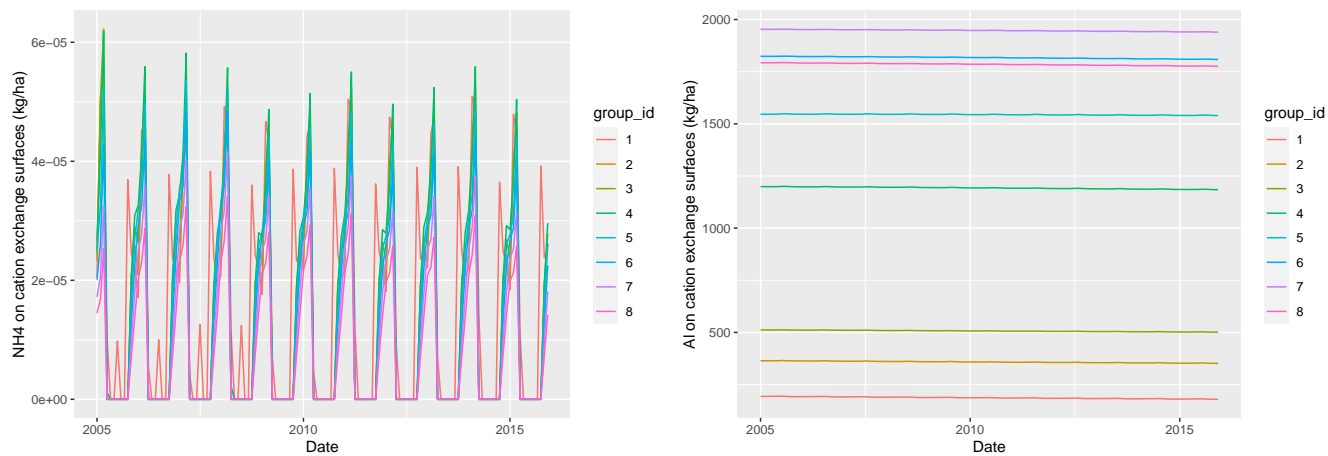 NH4 on cation exchange surfaces (kg/ha)
6e−05
4e−05
2e−05
0e+00
2005
2010
2015
Date
group_id
1
2
3
4
5
6
7
8
Al on cation exchange surfaces (kg/ha)
2000
1500
1000
500
2005
2010
2015
Date
group_id
1
2
3
4
5
6
7
8